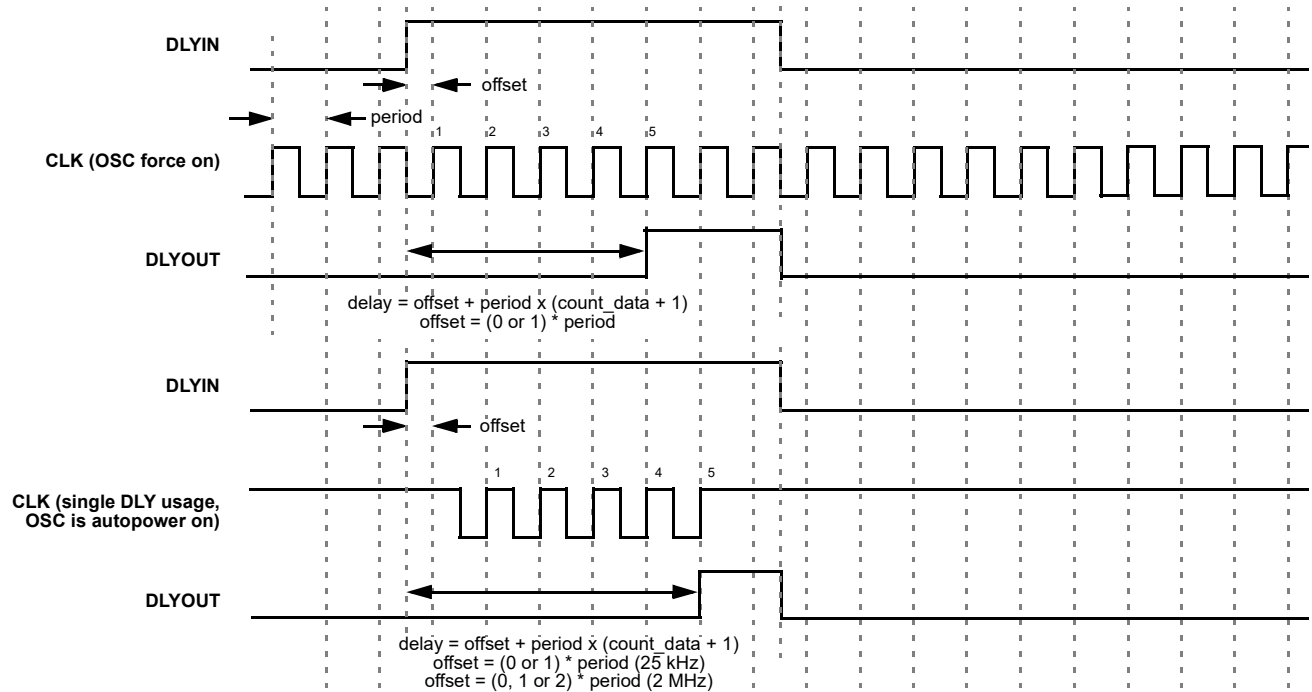 DLYIN
offset
period
1 2 3 4 5
CLK (OSC force on)
DLYOUT
delay = offset + period x (count_data + 1)
offset = (0 or 1) * period
DLYIN
offset
1 2 3 4 5
CLK (single DLY usage,
OSC is autopower on)
DLYOUT
delay = offset + period x (count_data + 1)
offset = (0 or 1) * period (25 kHz)
offset = (0, 1 or 2) * period (2 MHz)